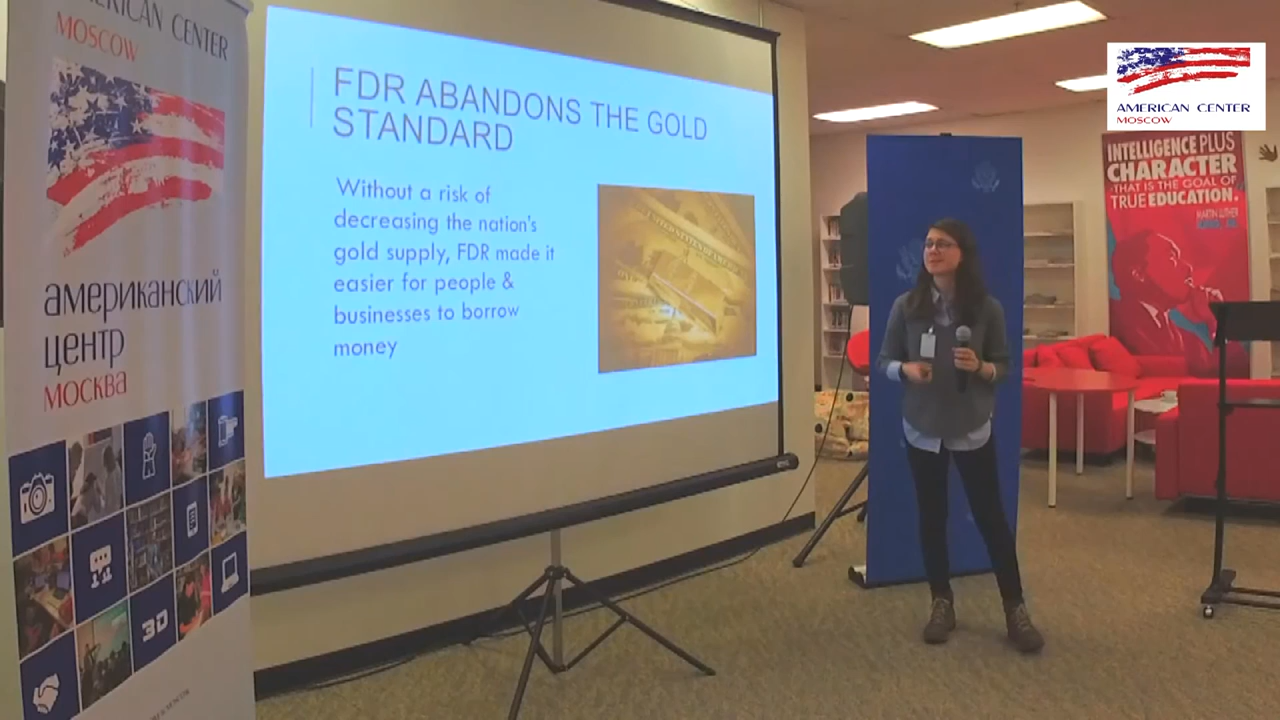 AMERICAN CENTER
MOSCOW
американский
центр
москва
3D
FDR ABANDONS THE GOLD
STANDARD
Without a risk of
decreasing the nation's
gold supply, FDR made it
easier for people &
businesses to borrow
money
AMERICAN CENTER
MOSCOW
INTELLIGENCE PLUS
CHARACTER
-THAT IS THE GOAL OF
TRUE EDUCATION.
MARTIN LUTHER